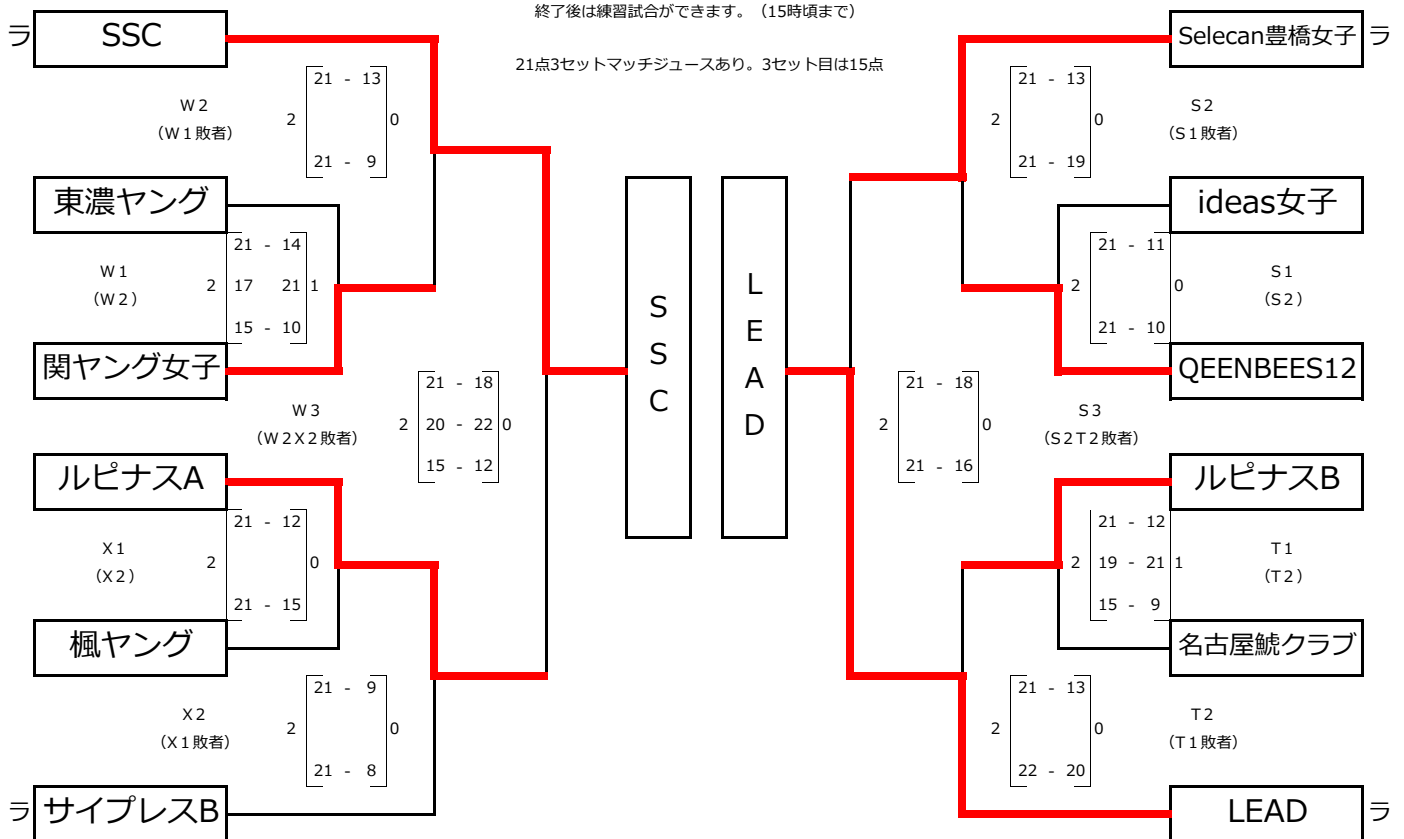 終了後は練習試合ができます。（15時頃まで）
21点3セットマッチジュースあり。3セット目は15点
ラ SSC
W２
（W１敗者）
2
21 - 13
21 - 9
0
東濃ヤング
W１
（W２）
2
21 - 14
17 21
15 - 10
1
関ヤング女子
W３
（W２X２敗者）
2
21 - 18
20 - 22
15 - 12
0
ルピナスA
X１
（X２）
2
21 - 12
21 - 15
0
楓ヤング
X２
（X１敗者）
2
21 - 9
21 - 8
0
ラ サイプレスB
S
S
C
L
E
A
D
Selecan豊橋女子 ラ
2
21 - 13
21 - 19
0
S２
（S１敗者）
ideas女子
2
21 - 11
21 - 10
0
S１
（S２）
QEENBEES12
2
21 - 18
21 - 16
0
S３
（S２T２敗者）
ルピナスB
2
21 - 12
19 - 21
15 - 9
1
T１
（T２）
名古屋鯱クラブ
2
21 - 13
22 - 20
0
T２
（T１敗者）
LEAD ラ